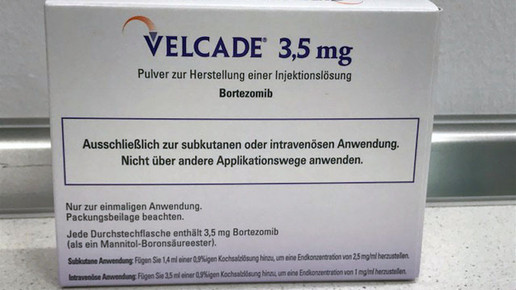 VELCADE® 3,5 mg
Pulver zur Herstellung einer Injektionslösung
Bortezomib
Ausschließlich zur subkutanen oder intravenösen Anwendung.
Nicht über andere Applikationswege anwenden.
Nur zur einmaligen Anwendung.
Packungsbeilage beachten.
Jede Durchstechflasche enthält 3,5 mg Bortezomib
(als ein Mannitol-Boronsäureester).
Subkutane Anwendung: Fügen Sie 1,4 ml einer 0,9%igen Kochsalzlösung hinzu, um eine Endkonzentration von 2,5 mg/ml herzustellen.
Intravenöse Anwendung: Fügen Sie 3,5 ml einer 0,9%igen Kochsalzlösung hinzu, um eine Endkonzentration von 1 mg/ml herzustellen.